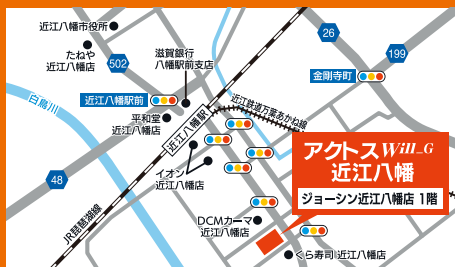 近江八幡市役所
たねや
近江八幡店
502
滋賀銀行
八幡駅前支店
26
199
金剛寺町
近江八幡駅前
白鳥川
平和堂
近江八幡店
近江八幡駅
近江鉄道万葉あかね線
イオン
近江八幡店
48
JR琵琶湖線
アクトスWill_G
近江八幡
ジョーシン近江八幡店 1階
DCMカーマ
近江八幡店
くら寿司 近江八幡店